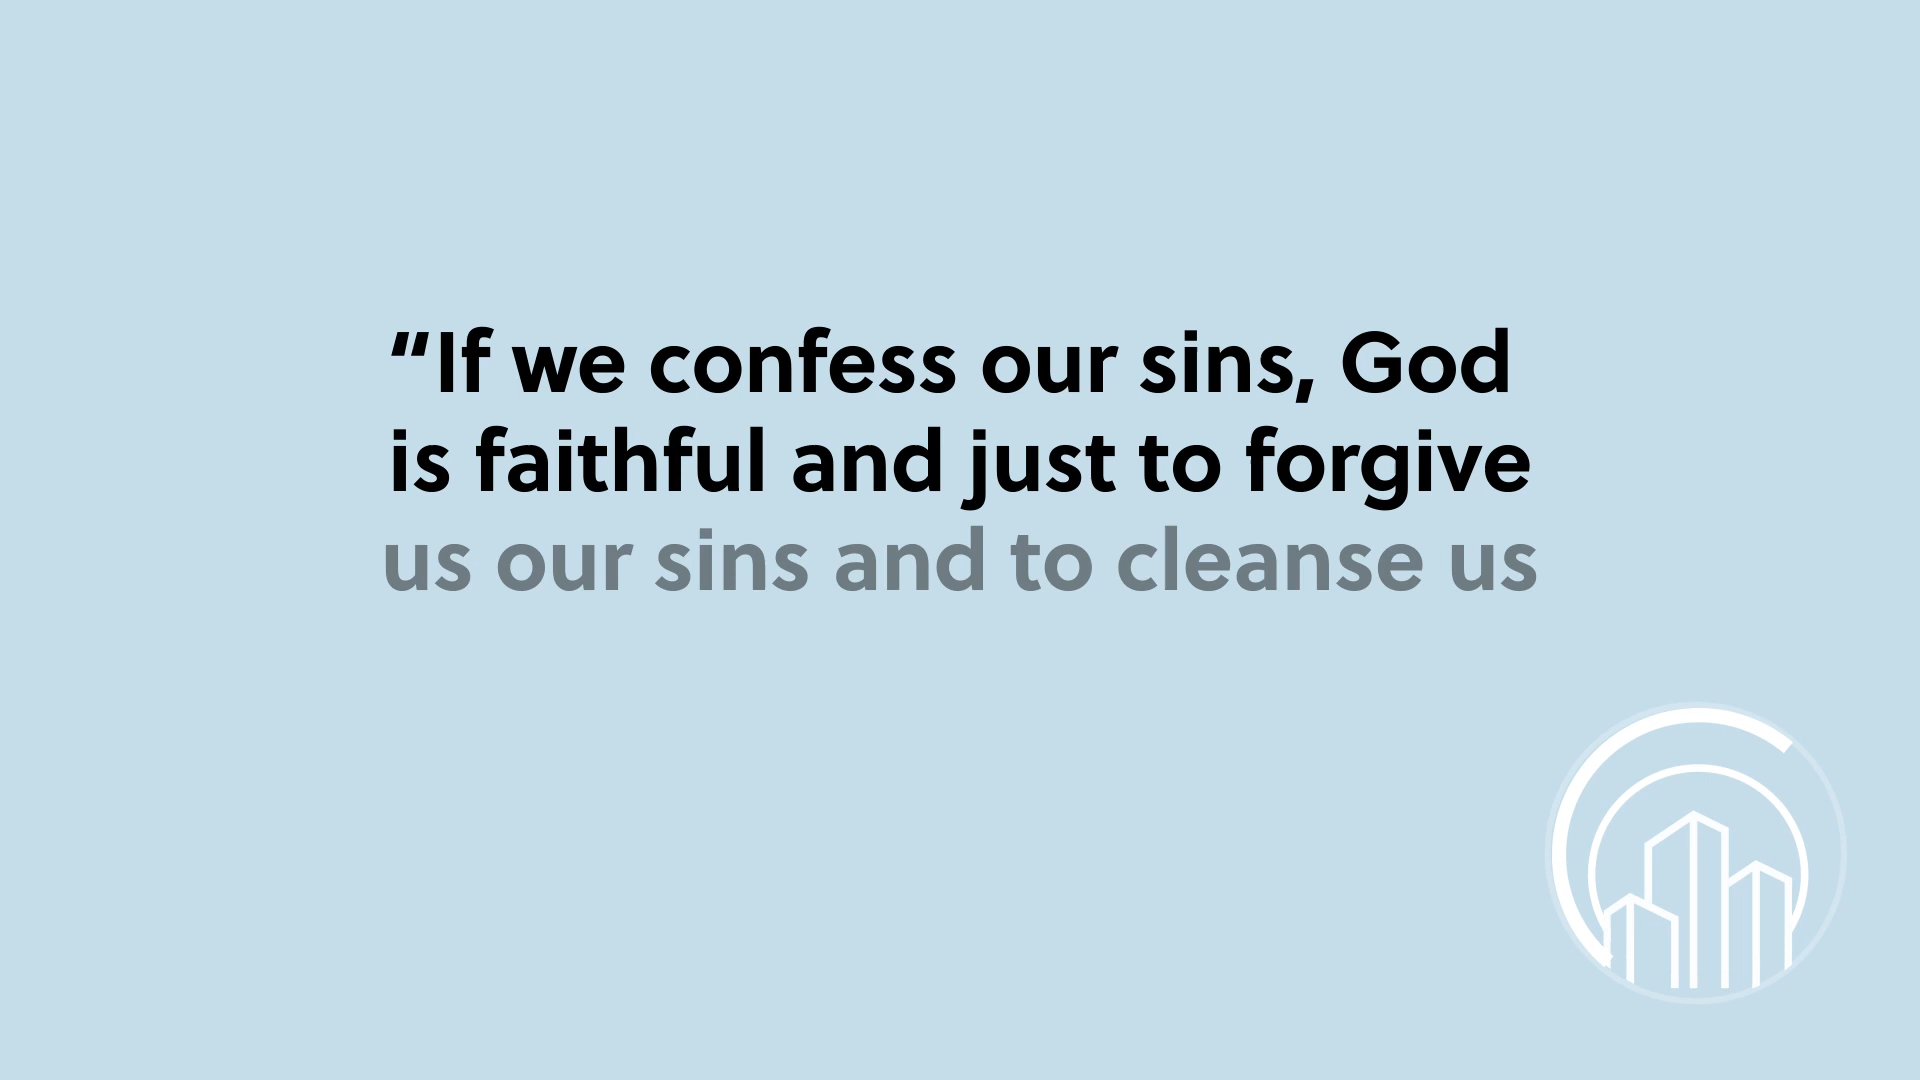 “If we confess our sins, God
is faithful and just to forgive
us our sins and to cleanse us